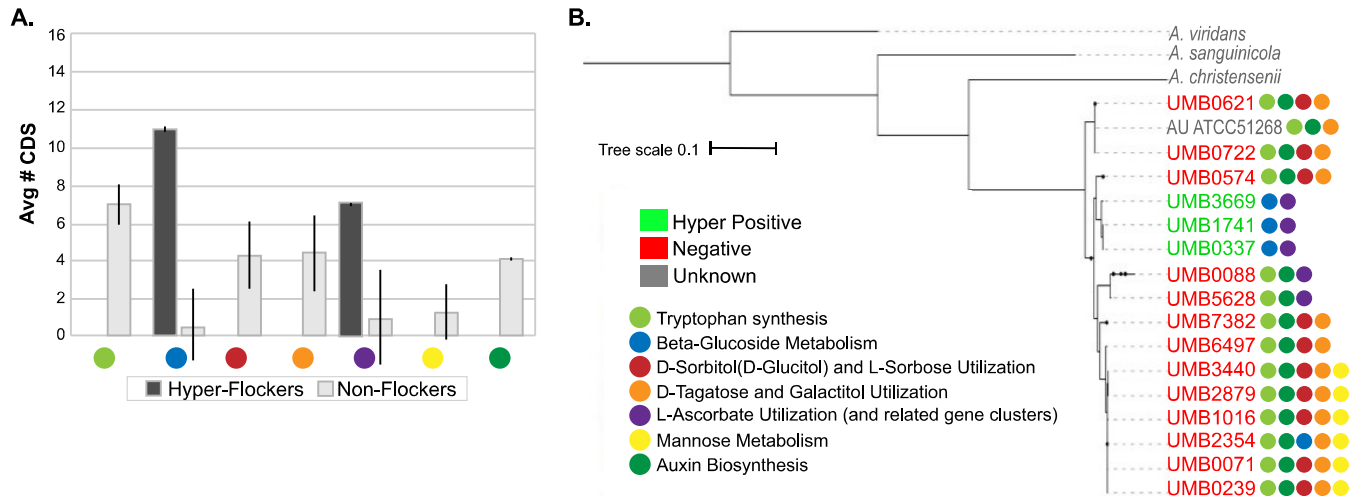 A.
Avg # CDS
16
14
12
10
8
6
4
2
0
Hyper-Flockers
Non-Flockers
B.
Tree scale 0.1
Hyper Positive
Negative
Unknown
Tryptophan synthesis
Beta-Glucoside Metabolism
D-Sorbitol(D-Glucitol) and L-Sorbose Utilization
D-Tagatose and Galactitol Utilization
L-Ascorbate Utilization (and related gene clusters)
Mannose Metabolism
Auxin Biosynthesis
A. viridans
A. sanguinicola
A. christensenii
UMB0621
AU ATCC51268
UMB0722
UMB0574
UMB3669
UMB1741
UMB0337
UMB0088
UMB5628
UMB7382
UMB6497
UMB3440
UMB2879
UMB1016
UMB2354
UMB0071
UMB0239